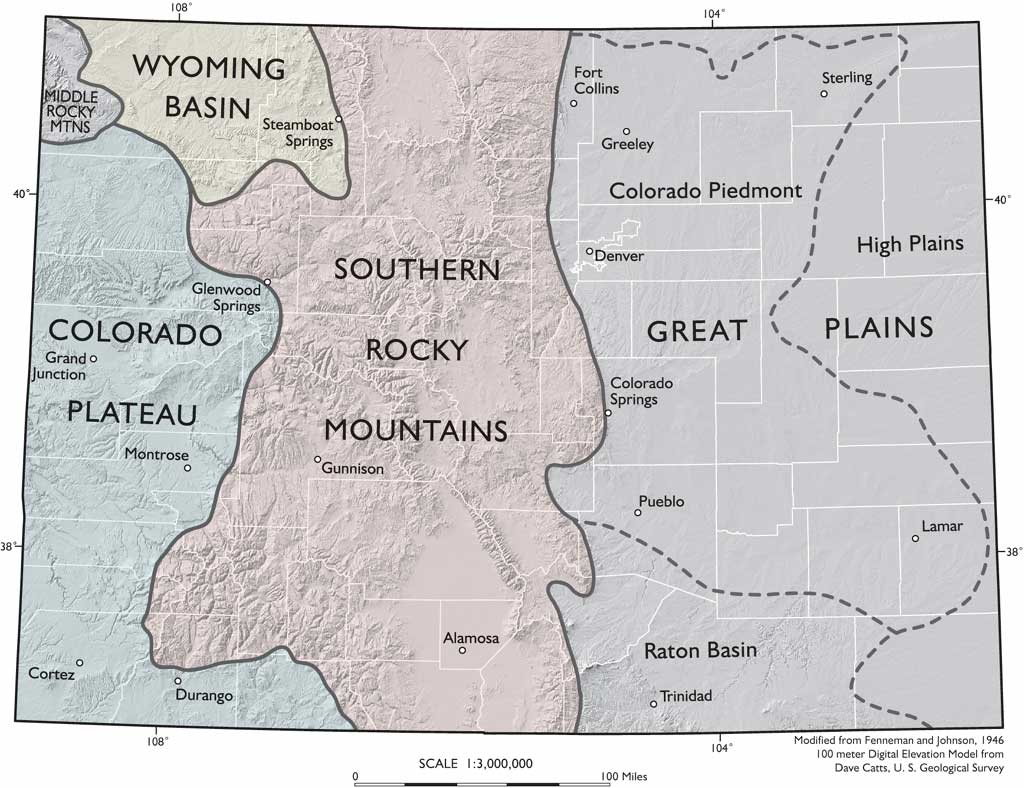 108°
104°
WYOMING
BASIN
MIDDLE
ROCKY
MTNS
Steamboat
Springs
Fort
Collins
Sterling
Greeley
40°
Colorado Piedmont
40°
High Plains
Denver
SOUTHERN
Glenwood
Springs
COLORADO
GREAT
PLAINS
Grand
Junction
ROCKY
Colorado
Springs
PLATEAU
MOUNTAINS
Montrose
Gunnison
Pueblo
Lamar
38°
38°
Alamosa
Raton Basin
Cortez
Durango
Trinidad
108°
104°
Modified from Fenneman and Johnson, 1946
100 meter Digital Elevation Model from
Dave Catts, U. S. Geological Survey
SCALE 1:3,000,000
0
100 Miles